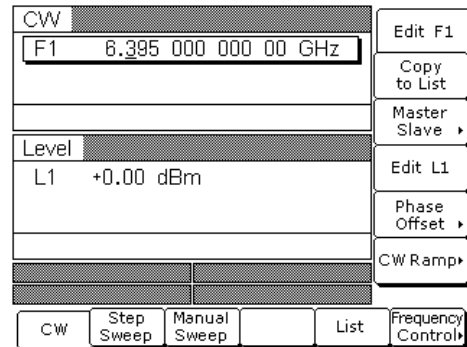 CW
F1 6.395 000 000 00 GHz
Level
L1 +0.00 dBm
Edit F1
Copy
to List
Master
Slave
Edit L1
Phase
Offset
CW Ramp
CW
Step
Sweep
Manual
Sweep
List
Frequency
Control